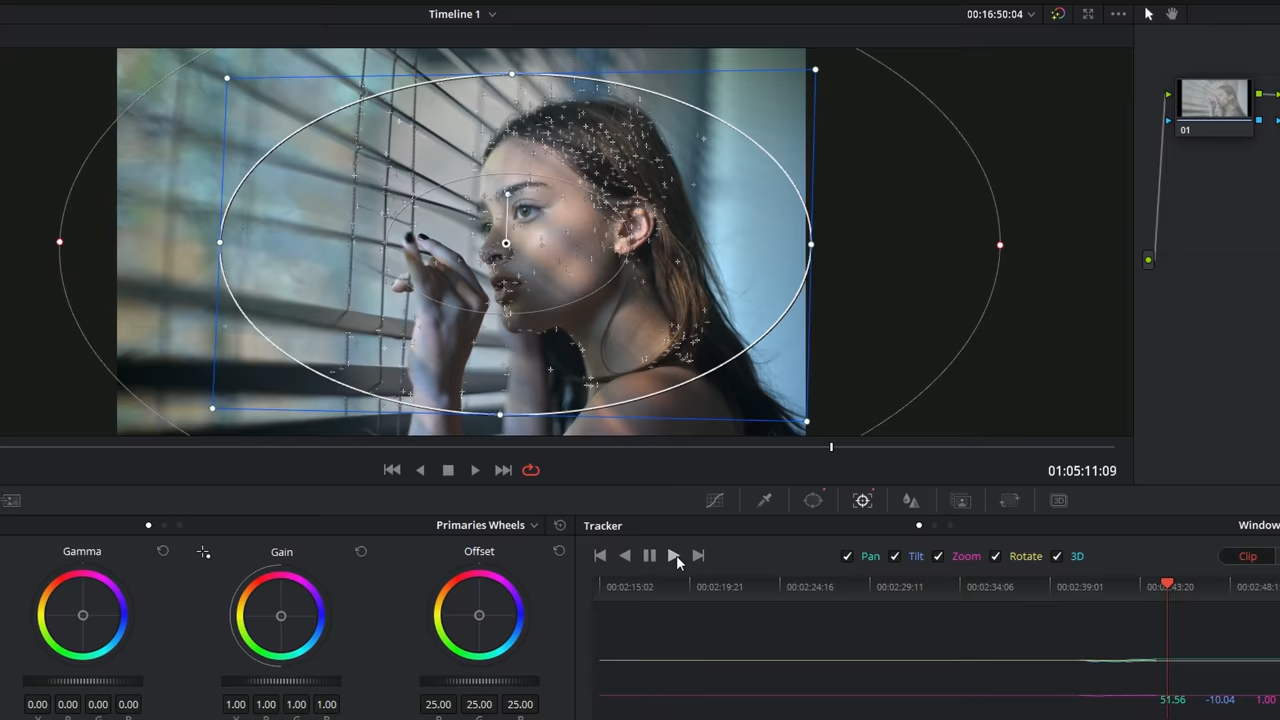 Timeline 1
00:16:50:04
01
01:05:11:09
Primaries Wheels
Tracker
Window
Gamma
Gain
Offset
Pan
Tilt
Zoom
Rotate
3D
Clip
00:02:15:02
00:02:19:21
00:02:24:16
00:02:29:11
00:02:34:06
00:02:39:01
00:02:43:20
00:02:48:1
0.00 0.00 0.00 0.00
1.00 1.00 1.00 1.00
25.00 25.00 25.00
51.56
-10.04
1.00